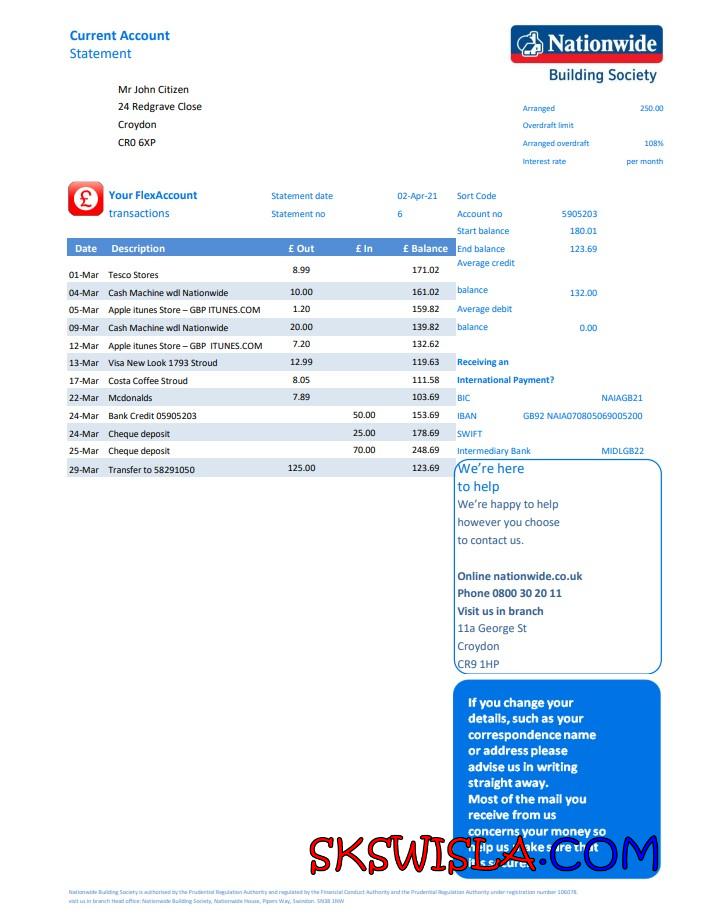 Current Account
Statement
Nationwide
Building Society
Mr John Citizen
24 Redgrave Close
Croydon
CR0 6XP
Arranged 250.00
Overdraft limit
Arranged overdraft 108%
Interest rate per month
Your FlexAccount
transactions
Statement date 02-Apr-21
Statement no 6
Sort Code
Account no 5905203
Start balance 180.01
End balance 123.69
Average credit
balance 132.00
Average debit
balance 0.00
Date Description £ Out £ In £ Balance
01-Mar Tesco Stores 8.99 171.02
04-Mar Cash Machine wdl Nationwide 10.00 161.02
05-Mar Apple itunes Store – GBP ITUNES.COM 1.20 159.82
09-Mar Cash Machine wdl Nationwide 20.00 139.82
12-Mar Apple itunes Store – GBP ITUNES.COM 7.20 132.62
13-Mar Visa New Look 1793 Stroud 12.99 119.63
17-Mar Costa Coffee Stroud 8.05 111.58
22-Mar Mcdonalds 7.89 103.69
24-Mar Bank Credit 05905203 50.00 153.69
24-Mar Cheque deposit 25.00 178.69
25-Mar Cheque deposit 70.00 248.69
29-Mar Transfer to 58291050 125.00 123.69
Receiving an
International Payment?
BIC NAIAGB21
IBAN GB92 NAIA070805069005200
SWIFT
Intermediary Bank MIDLGB22
We're here
to help
We're happy to help
however you choose
to contact us.
Online nationwide.co.uk
Phone 0800 30 20 11
Visit us in branch
11a George St
Croydon
CR9 1HP
If you change your
details, such as your
correspondence name
or address please
advise us in writing
straight away.
Most of the mail you
receive from us
concerns your money so
help us make sure that
it's secure.
SKSWISLA.COM
Nationwide Building Society is authorised by the Prudential Regulation Authority and regulated by the Financial Conduct Authority and the Prudential Regulation Authority under registration number 106078.
visit us in branch Head office: Nationwide Building Society, Nationwide House, Pipers Way, Swindon. SN38 1NW